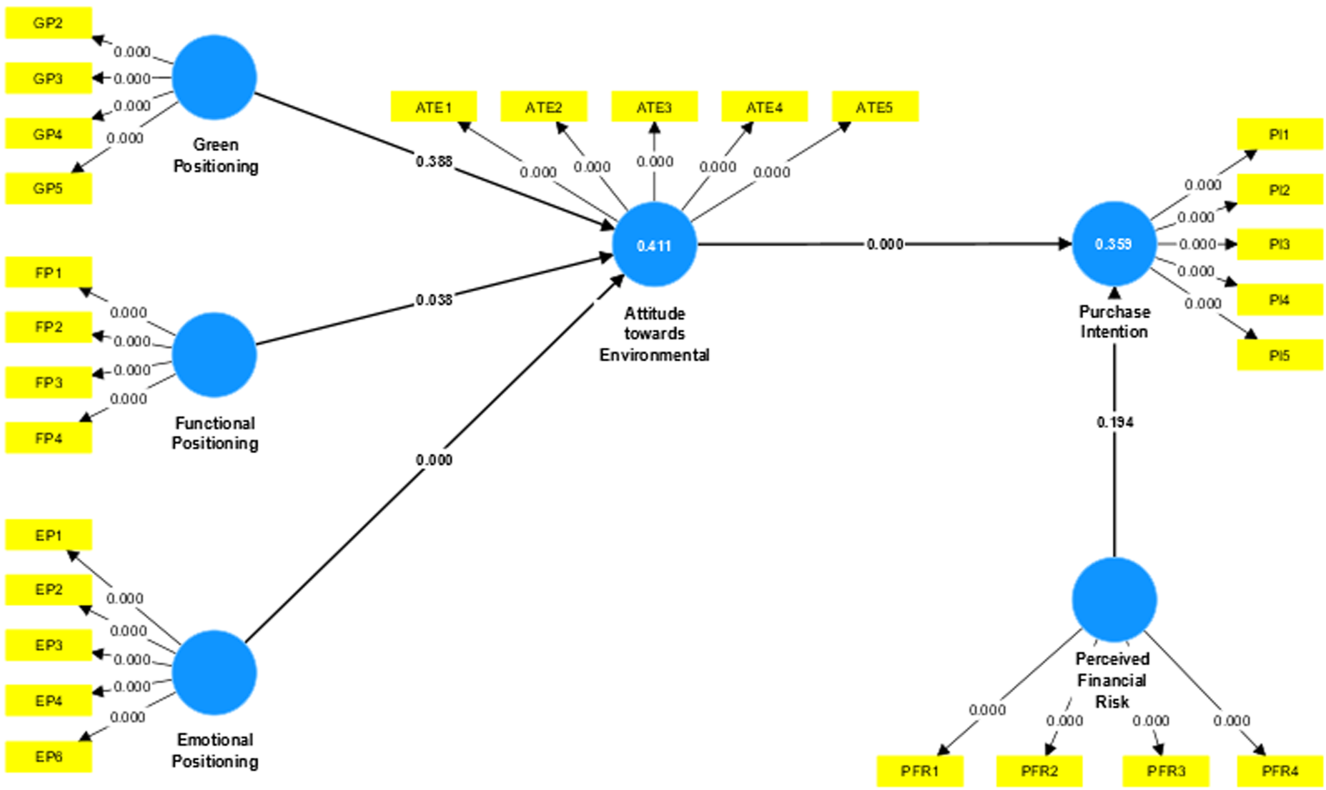 GP2
GP3
GP4
GP5
0.000
0.000
0.000
0.000
Green
Positioning
0.388
FP1
FP2
FP3
FP4
0.000
0.000
0.000
0.000
Functional
Positioning
0.038
EP1
EP2
EP3
EP4
EP6
0.000
0.000
0.000
0.000
0.000
Emotional
Positioning
0.000
ATE1
ATE2
ATE3
ATE4
ATE5
0.000
0.000
0.000
0.000
0.000
0.411
Attitude
towards
Environmental
0.000
PI1
PI2
PI3
PI4
PI5
0.000
0.000
0.000
0.000
0.000
0.359
Purchase
Intention
0.194
Perceived
Financial
Risk
0.000
0.000
0.000
0.000
PFR1
PFR2
PFR3
PFR4